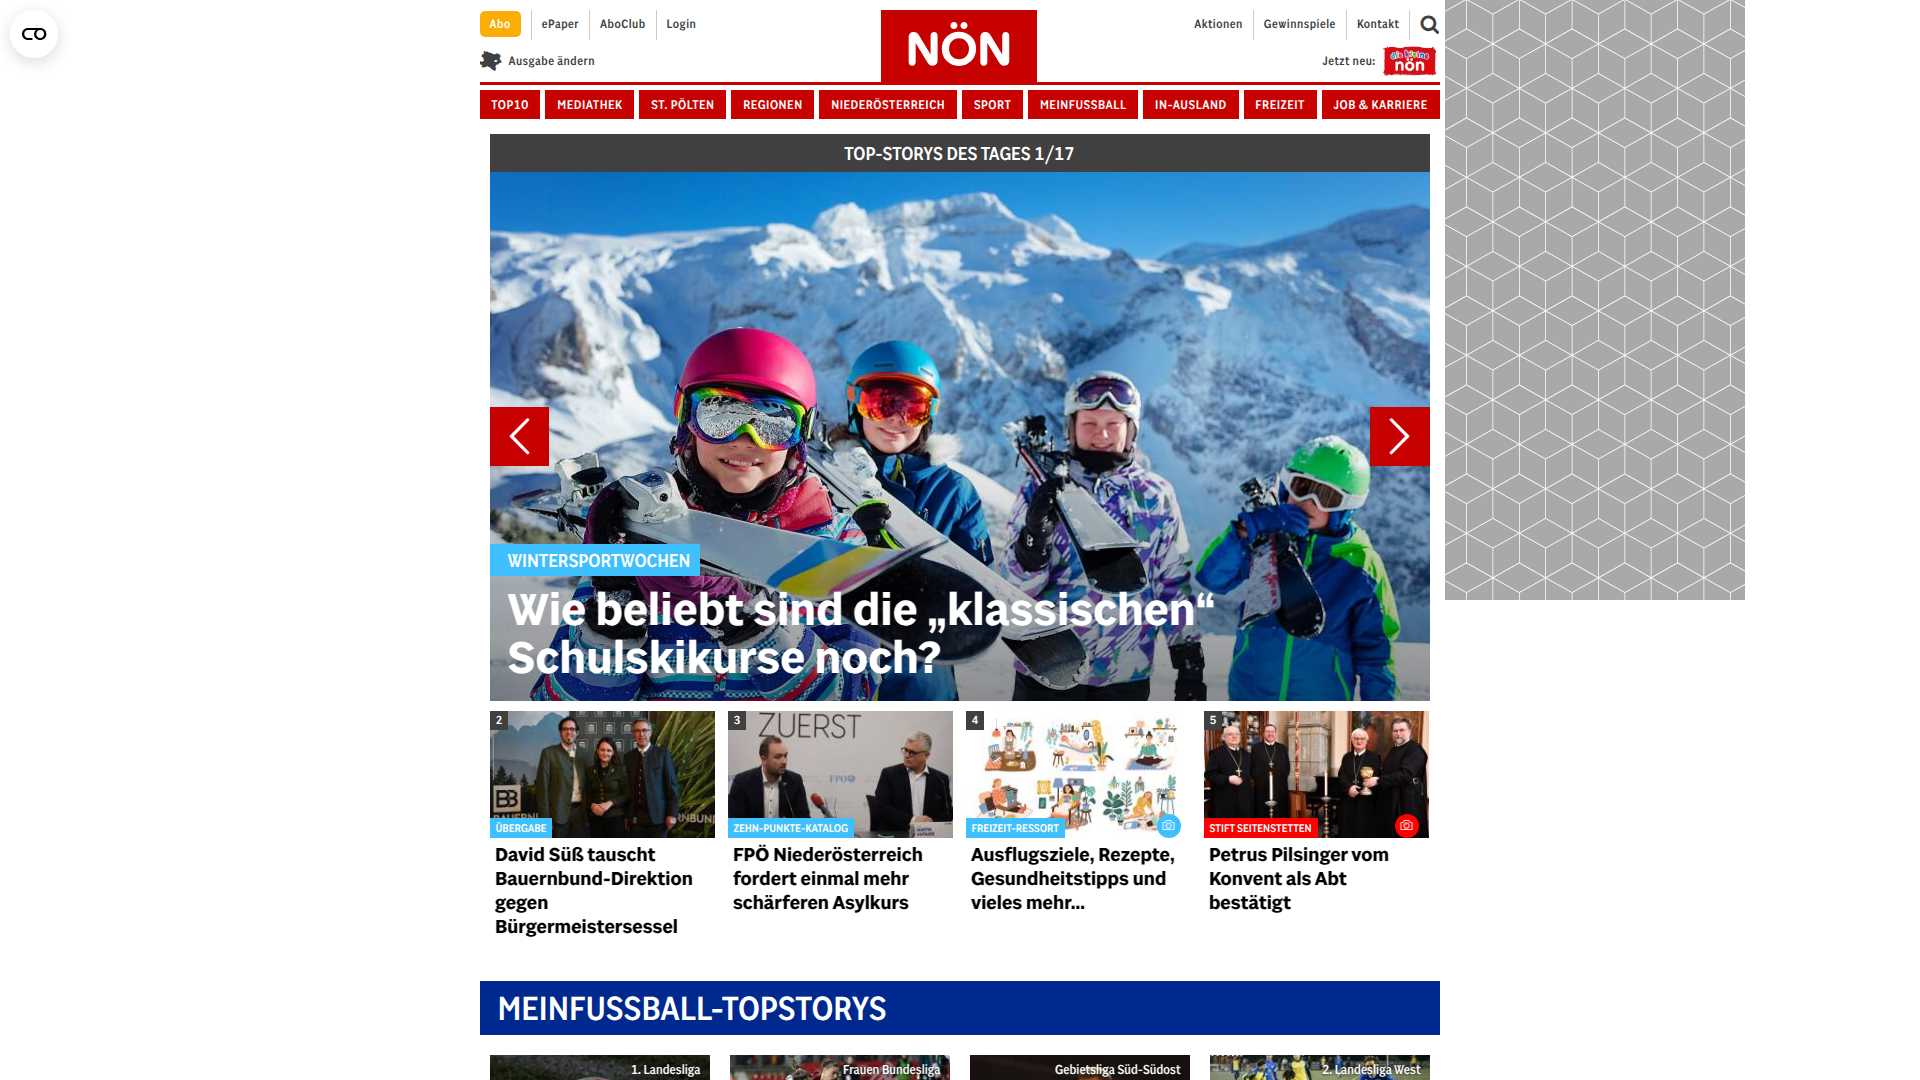 Abo
ePaper
AboClub
Login
NÖN
Aktionen
Gewinnspiele
Kontakt
Ausgabe ändern
Jetzt neu:
die kleine
nön
TOP10
MEDIATHEK
ST. PÖLTEN
REGIONEN
NIEDERÖSTERREICH
SPORT
MEINFUSSBALL
IN-AUSLAND
FREIZEIT
JOB & KARRIERE
TOP-STORYS DES TAGES 1/17
WINTERSPORTWOCHEN
Wie beliebt sind die „klassischen“
Schulskikurse noch?
2
ÜBERGABE
David Süß tauscht
Bauernbund-Direktion
gegen
Bürgermeistersessel
3
ZUERST
FPÖ
ZEHN-PUNKTE-KATALOG
FPÖ Niederösterreich
fordert einmal mehr
schärferen Asylkurs
4
FREIZEIT-RESSORT
Ausflugsziele, Rezepte,
Gesundheitstipps und
vieles mehr...
5
STIFT SEITENSTETTEN
Petrus Pilsinger vom
Konvent als Abt
bestätigt
MEINFUSSBALL-TOPSTORYS
1. Landesliga
Frauen Bundesliga
Gebietsliga Süd-Südost
2. Landesliga West